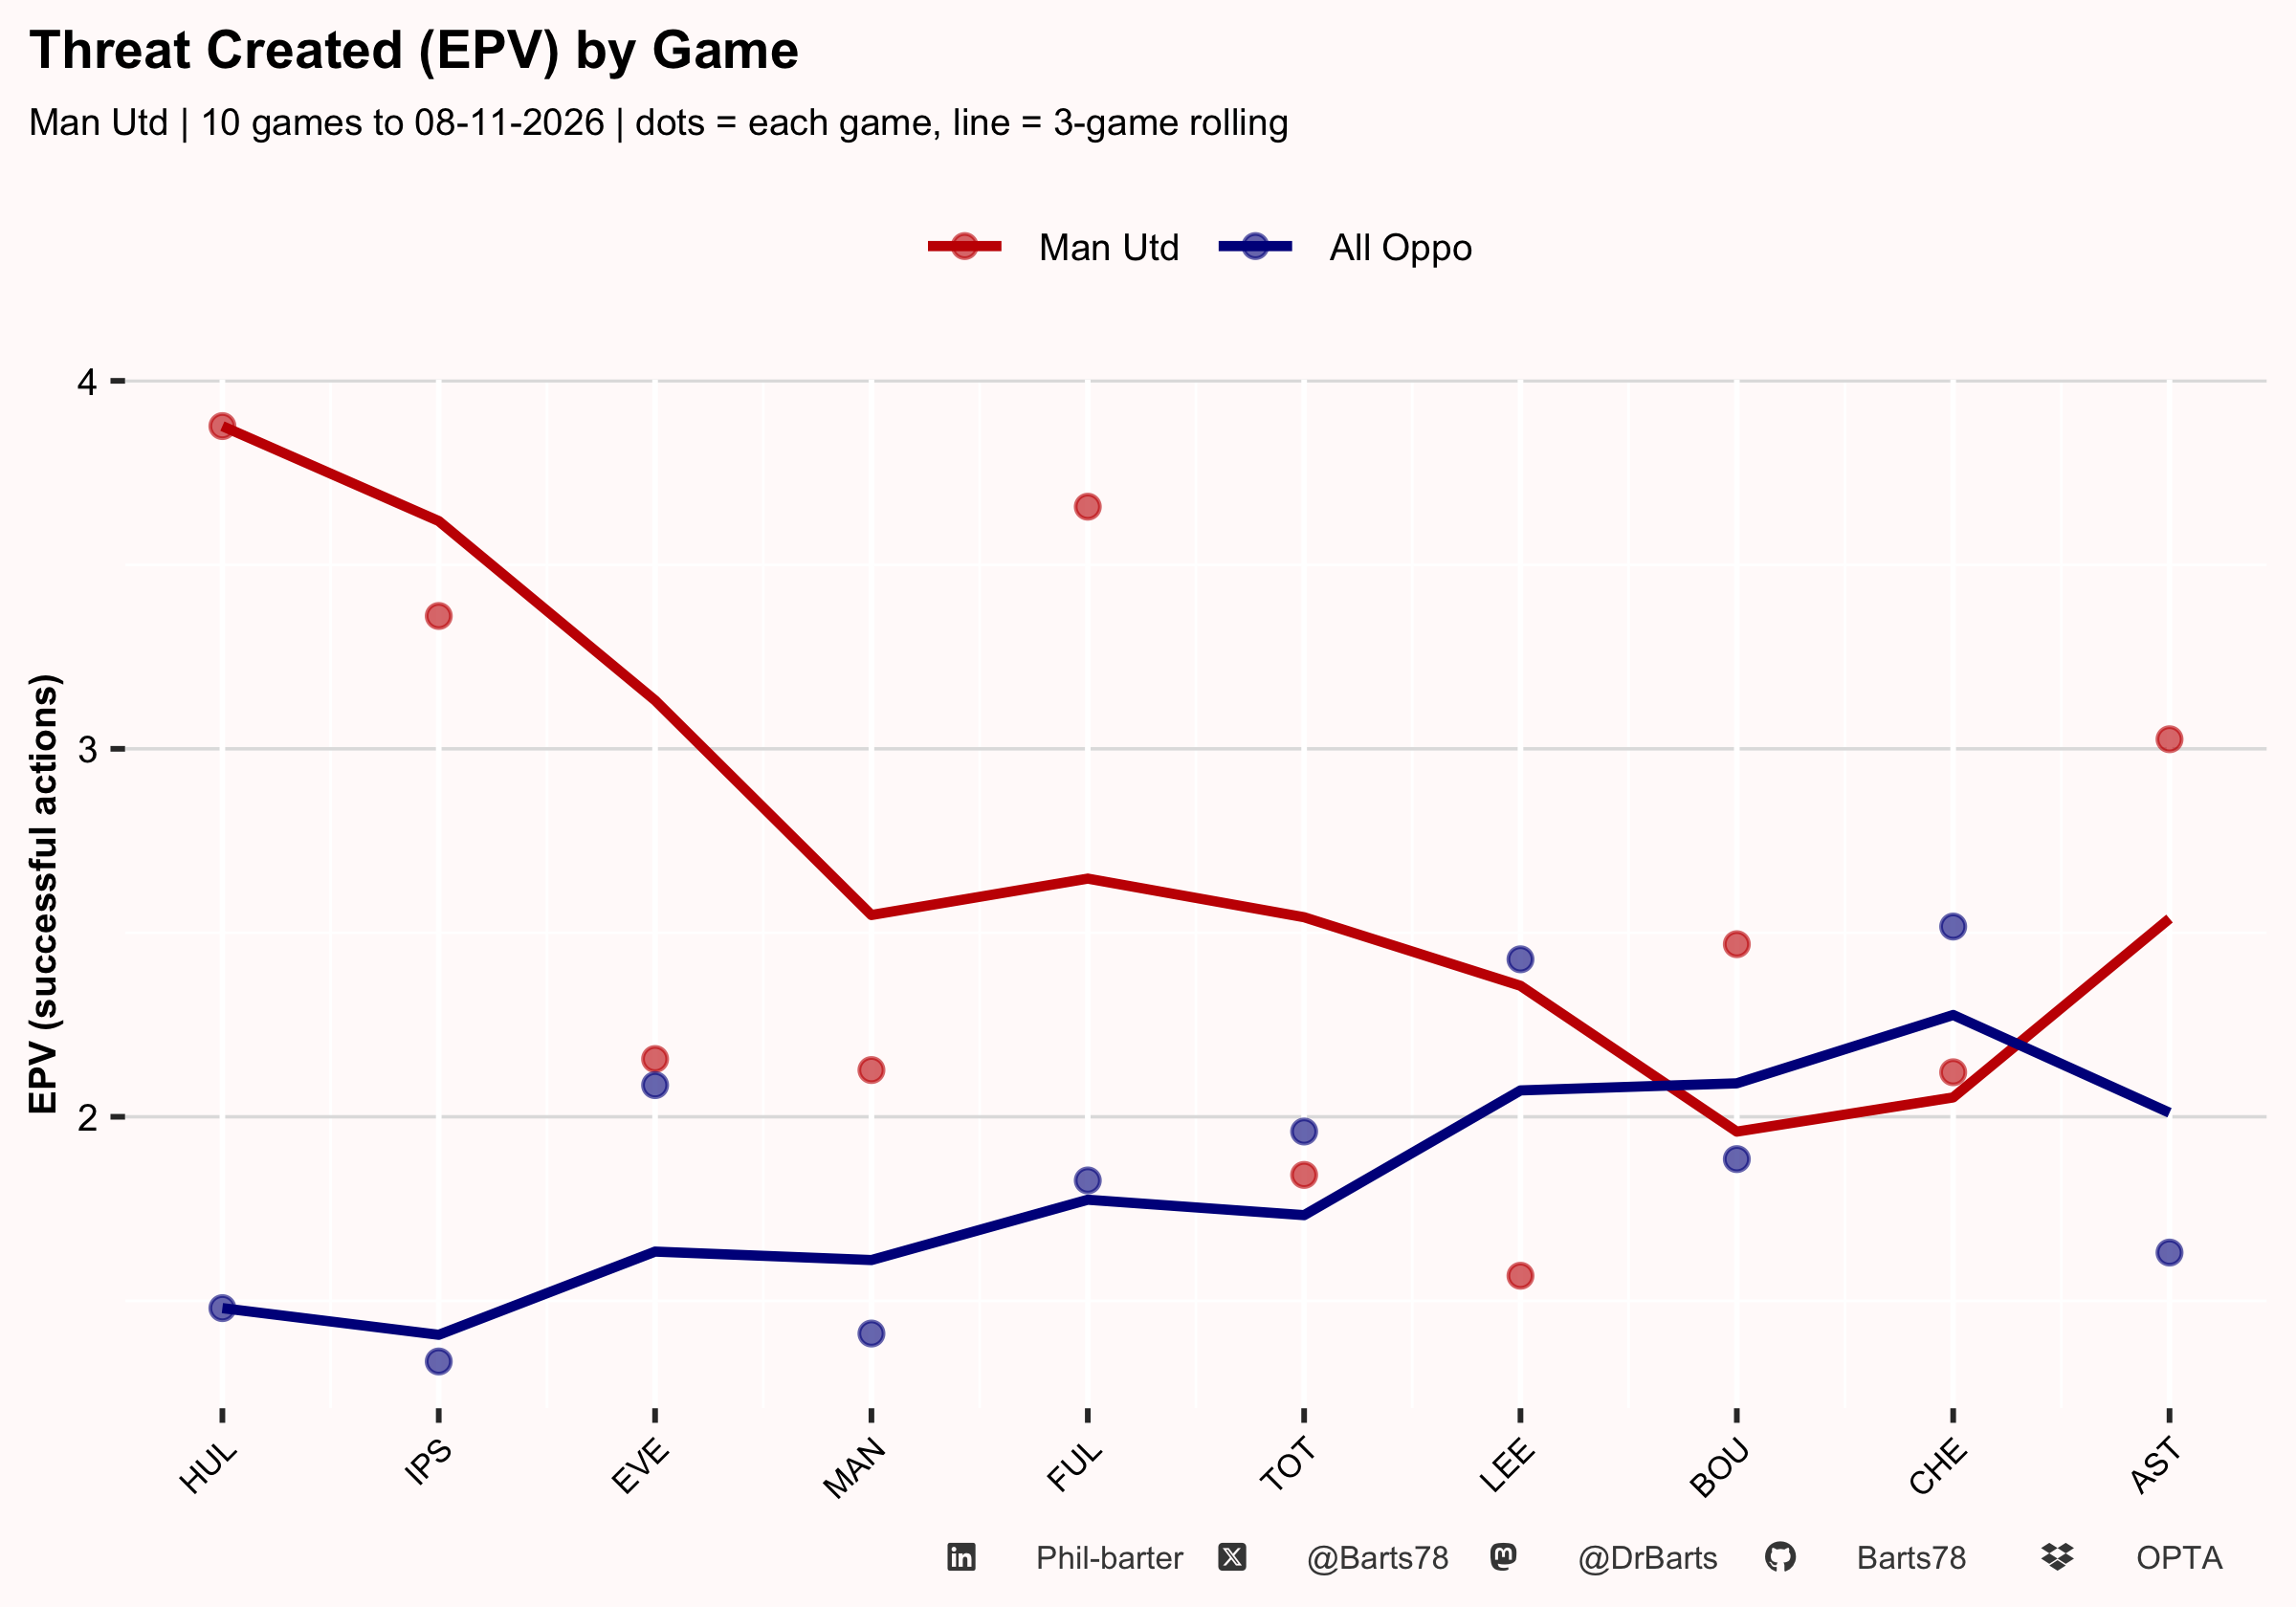 Threat Created (EPV) by Game
Man Utd | 10 games to 08-11-2026 | dots = each game, line = 3-game rolling
Man Utd All Oppo
EPV (successful actions)
4
3
2
HUL IPS EVE MAN FUL TOT LEE BOU CHE AST
Phil-barter @Barts78 @DrBarts Barts78 OPTA